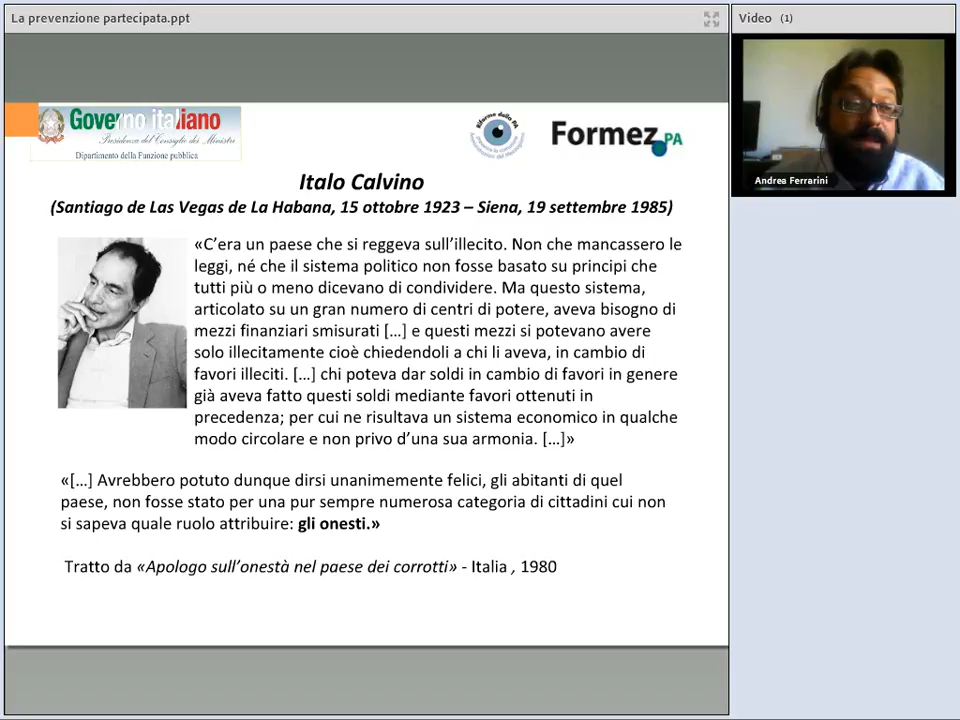 La prevenzione partecipata.ppt
Video (1)
Governo italiano
Presidenza del Consiglio dei Ministri
Dipartimento della Funzione pubblica
Riforme della PA
Formez PA
Andrea Ferrarini
Italo Calvino
(Santiago de Las Vegas de La Habana, 15 ottobre 1923 – Siena, 19 settembre 1985)
«C’era un paese che si reggeva sull’illecito. Non che mancassero le
leggi, né che il sistema politico non fosse basato su principi che
tutti più o meno dicevano di condividere. Ma questo sistema,
articolato su un gran numero di centri di potere, aveva bisogno di
mezzi finanziari smisurati […] e questi mezzi si potevano avere
solo illecitamente cioè chiedendoli a chi li aveva, in cambio di
favori illeciti. […] chi poteva dar soldi in cambio di favori in genere
già aveva fatto questi soldi mediante favori ottenuti in
precedenza; per cui ne risultava un sistema economico in qualche
modo circolare e non privo d’una sua armonia. […]»
«[…] Avrebbero potuto dunque dirsi unanimemente felici, gli abitanti di quel
paese, non fosse stato per una pur sempre numerosa categoria di cittadini cui non
si sapeva quale ruolo attribuire: gli onesti.»
Tratto da «Apologo sull’onestà nel paese dei corrotti» - Italia , 1980